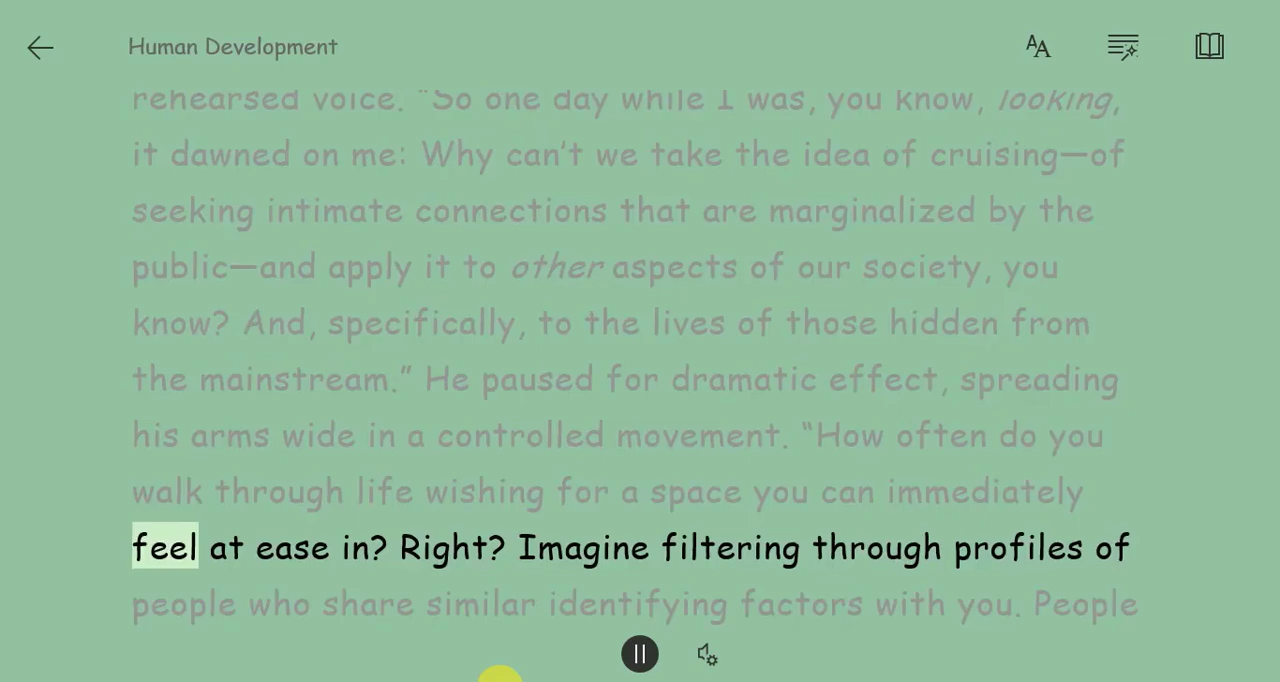 Human Development
rehearsed voice. "So one day while I was, you know, looking,
it dawned on me: Why can't we take the idea of cruising—of
seeking intimate connections that are marginalized by the
public—and apply it to other aspects of our society, you
know? And, specifically, to the lives of those hidden from
the mainstream." He paused for dramatic effect, spreading
his arms wide in a controlled movement. "How often do you
walk through life wishing for a space you can immediately
feel at ease in? Right? Imagine filtering through profiles of
people who share similar identifying factors with you. People